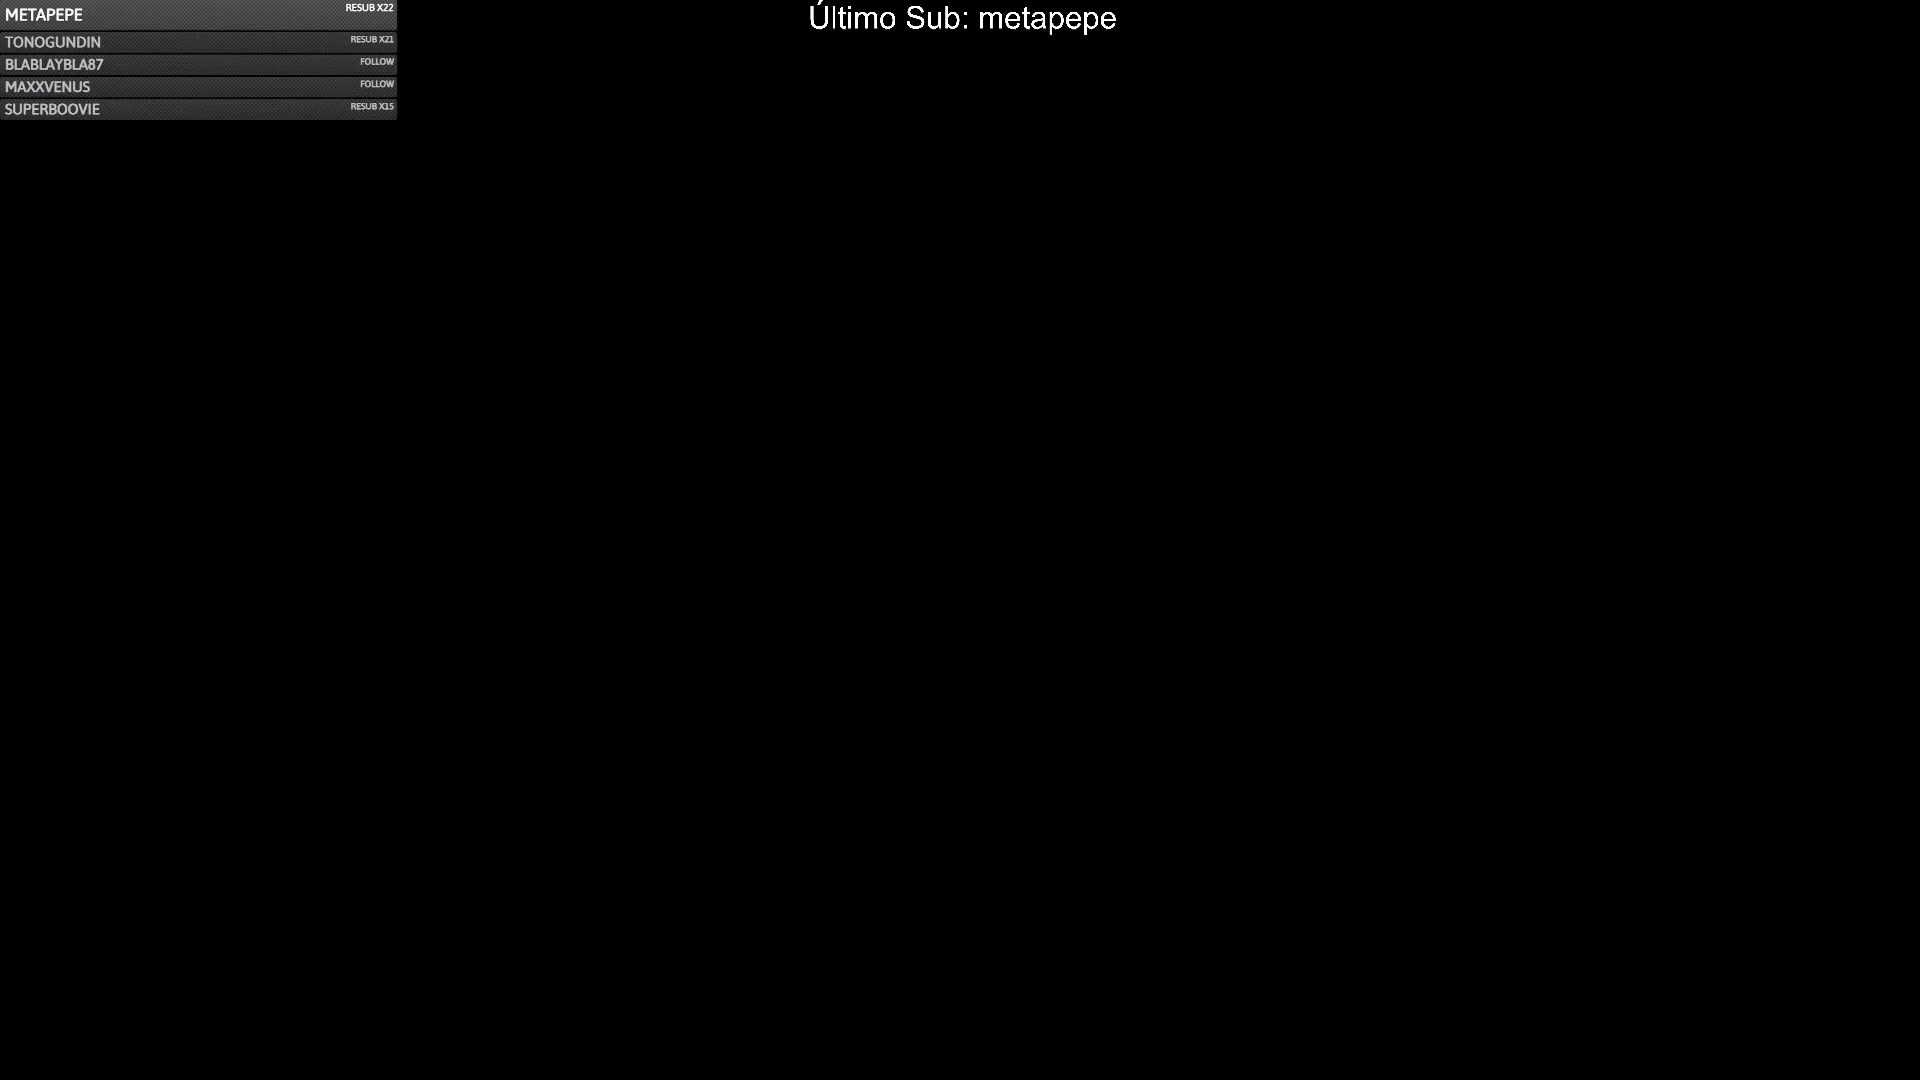 METAPEPE RESUB X22
TONOGUNDIN RESUB X21
BLABLAYBLA87 FOLLOW
MAXXVENUS FOLLOW
SUPERBOOVIE RESUB X15
Último Sub: metapepe